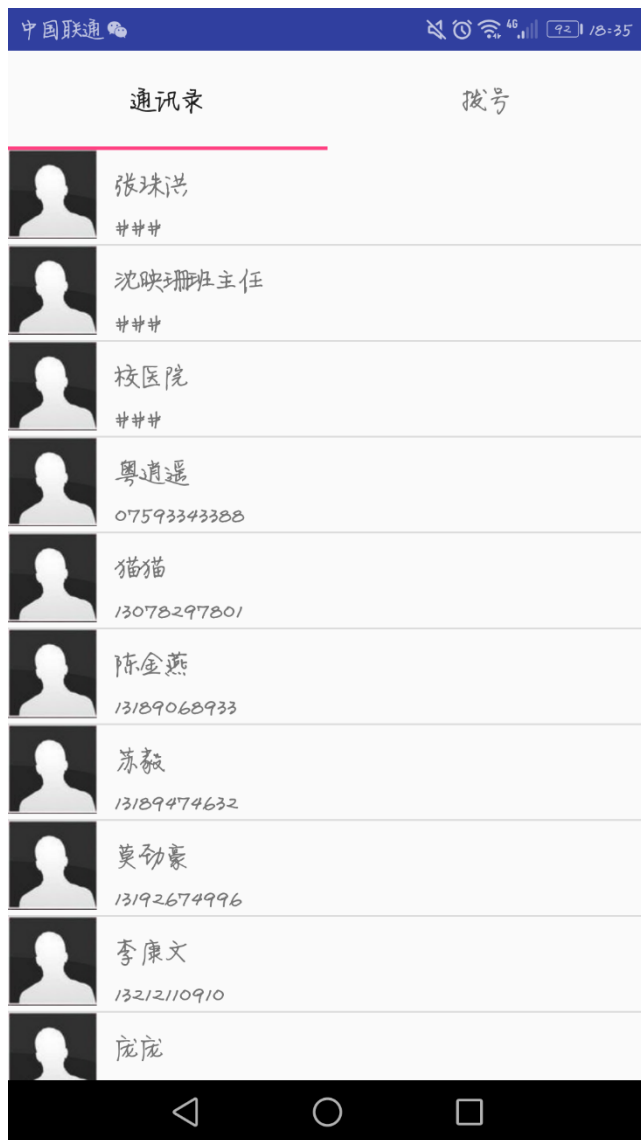 中国联通
4G 92 18:35
通讯录 拨号
张珠洪
###
沈映珊班主任
###
校医院
###
粤逍遥
07593343388
猫猫
13078297801
陈金燕
13189068933
苏毅
13189474632
莫劲豪
13192674996
李康文
13212110910
庞庞